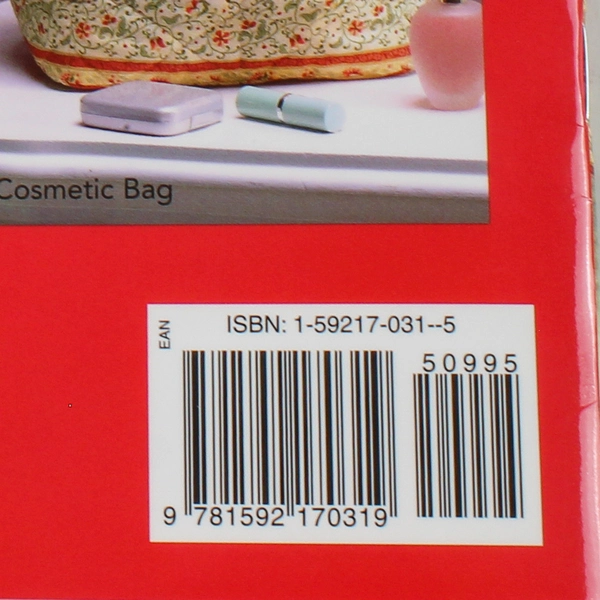 Cosmetic Bag
EAN
ISBN: 1-59217-031--5
50995
9 781592 170319